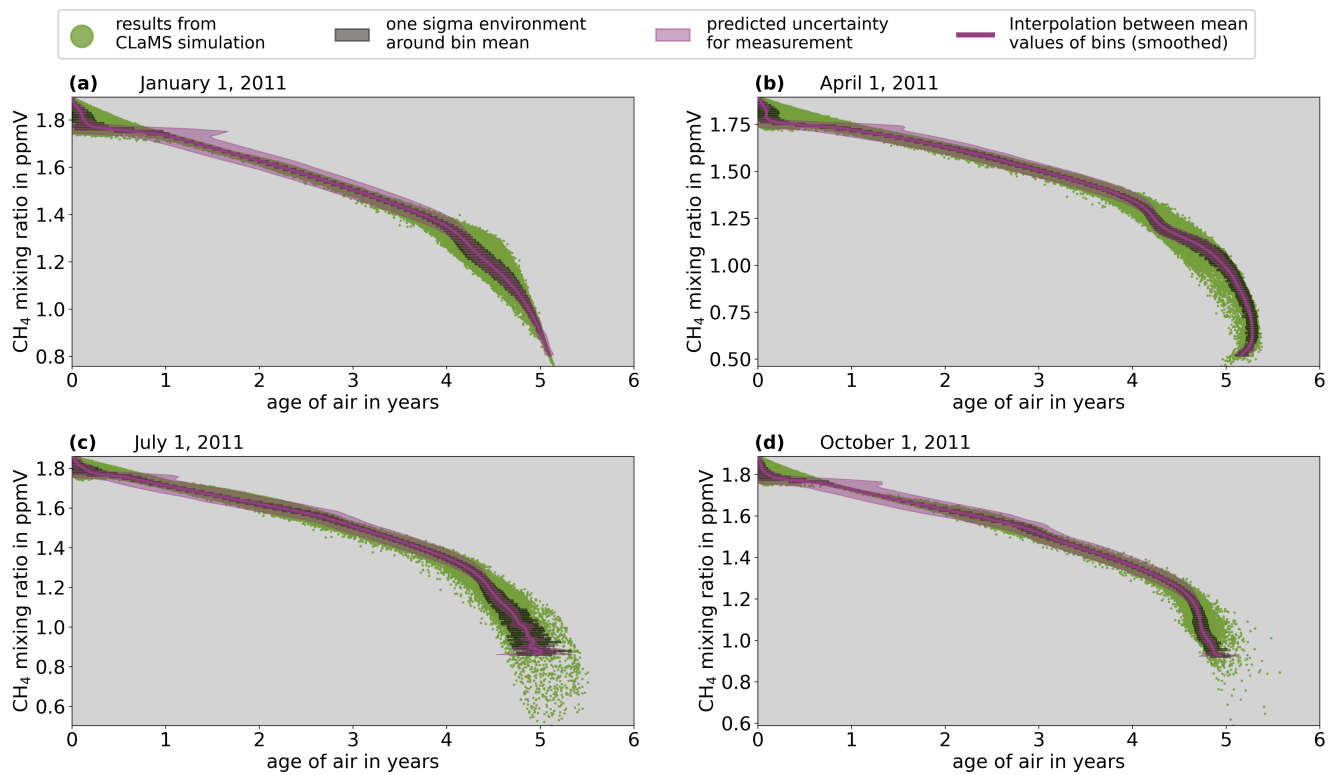 results from
CLaMS simulation
one sigma environment
around bin mean
predicted uncertainty
for measurement
Interpolation between mean
values of bins (smoothed)
(a) January 1, 2011
CH₄ mixing ratio in ppmV
1.8
1.6
1.4
1.2
1.0
0.8
0 1 2 3 4 5 6
age of air in years
(b) April 1, 2011
CH₄ mixing ratio in ppmV
1.75
1.50
1.25
1.00
0.75
0.50
0 1 2 3 4 5 6
age of air in years
(c) July 1, 2011
CH₄ mixing ratio in ppmV
1.8
1.6
1.4
1.2
1.0
0.8
0.6
0 1 2 3 4 5 6
age of air in years
(d) October 1, 2011
CH₄ mixing ratio in ppmV
1.8
1.6
1.4
1.2
1.0
0.8
0.6
0 1 2 3 4 5 6
age of air in years